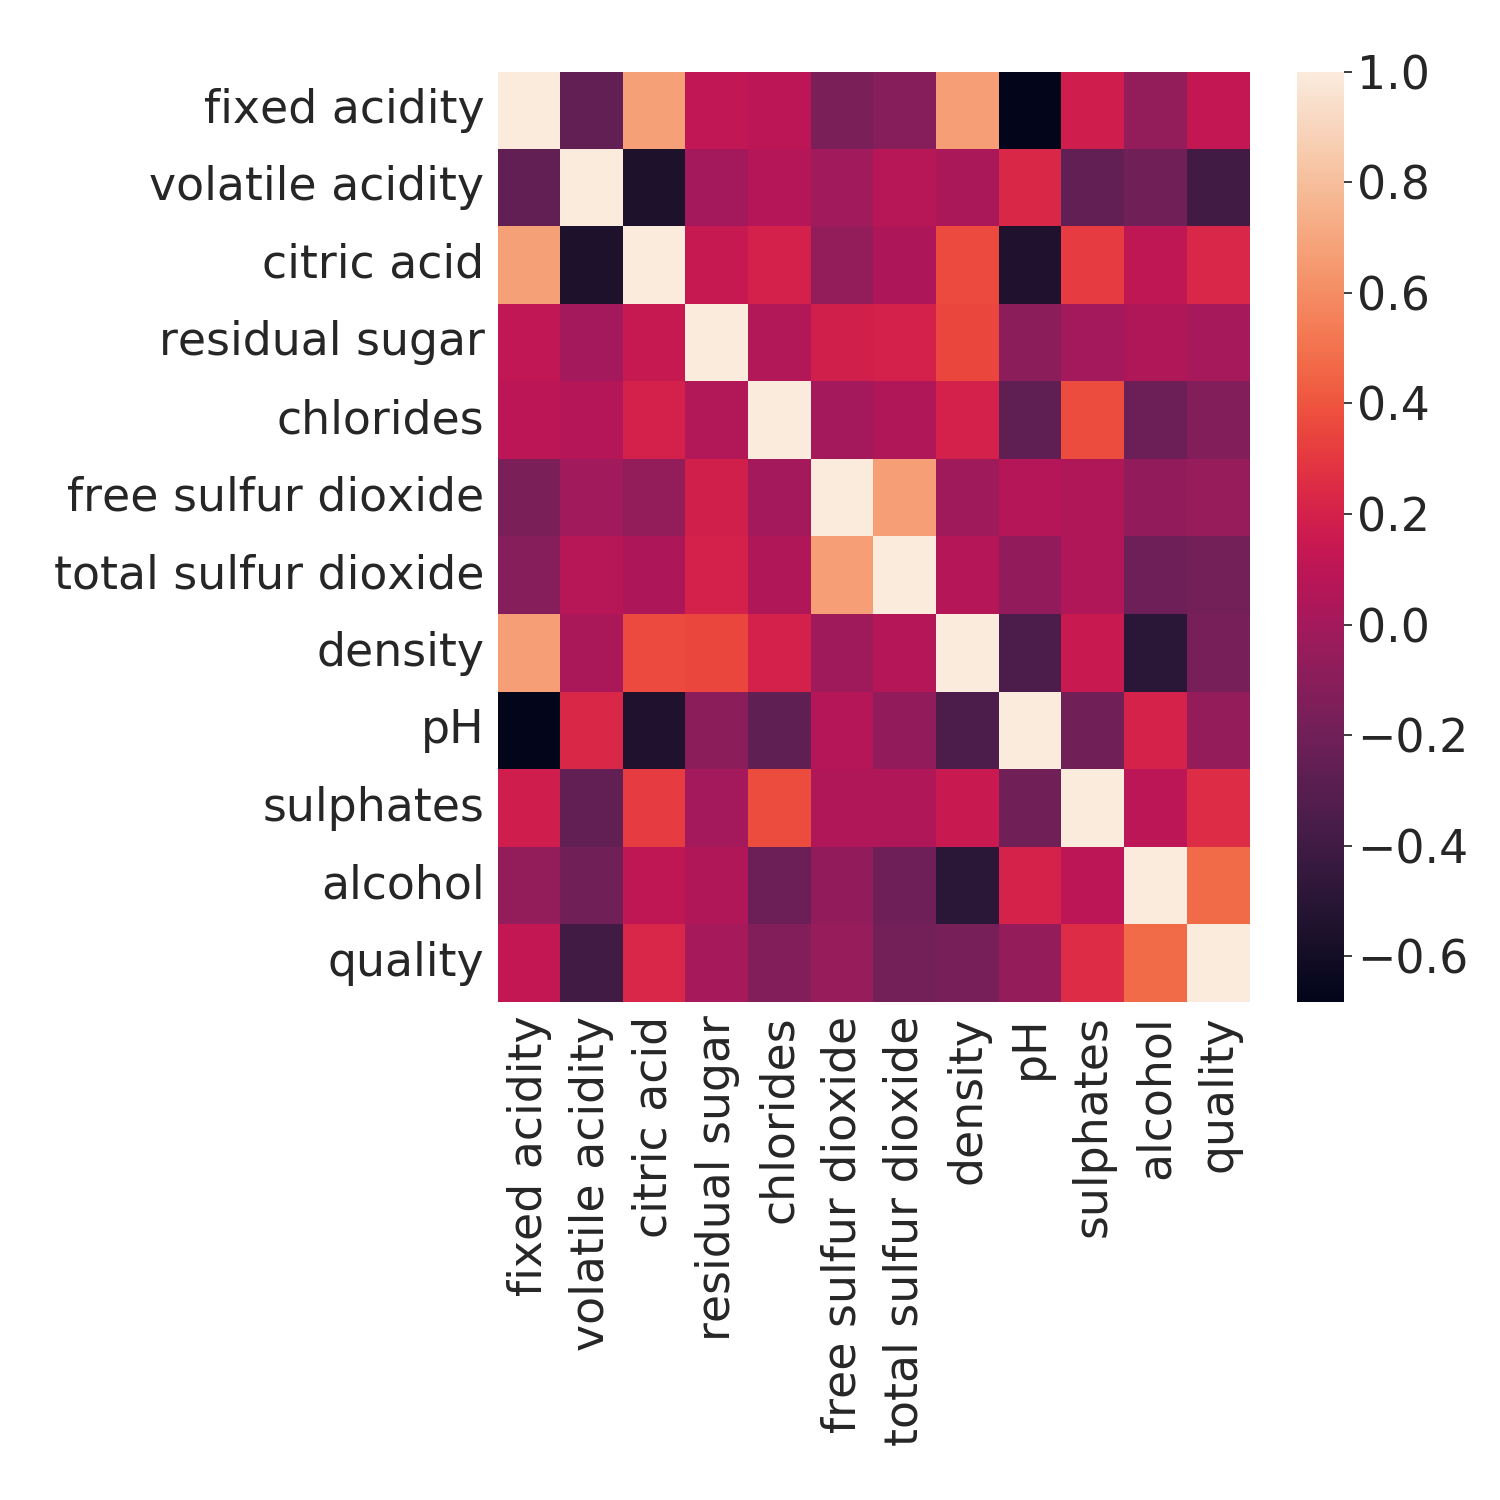 fixed acidity
volatile acidity
citric acid
residual sugar
chlorides
free sulfur dioxide
total sulfur dioxide
density
pH
sulphates
alcohol
quality
fixed acidity
volatile acidity
citric acid
residual sugar
chlorides
free sulfur dioxide
total sulfur dioxide
density
pH
sulphates
alcohol
quality
1.0
0.8
0.6
0.4
0.2
0.0
−0.2
−0.4
−0.6